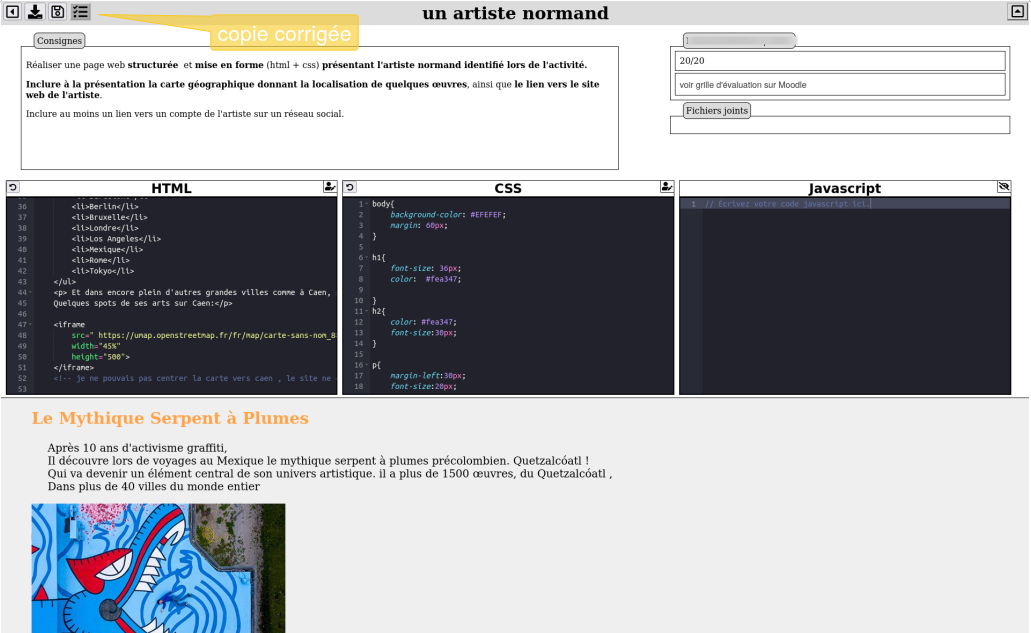 un artiste normand
copie corrigée
Consignes
Réaliser une page web structurée et mise en forme (html + css) présentant l'artiste normand identifié lors de l'activité.
Inclure à la présentation la carte géographique donnant la localisation de quelques œuvres, ainsi que le lien vers le site
web de l'artiste.
Inclure au moins un lien vers un compte de l'artiste sur un réseau social.
20/20
voir grille d'évaluation sur Moodle
Fichiers joints
HTML
36 <li>Berlin</li>
37 <li>Bruxelle</li>
38 <li>Londre</li>
39 <li>Los Angeles</li>
40 <li>Mexique</li>
41 <li>Rome</li>
42 <li>Tokyo</li>
43 </ul>
44 <p> Et dans encore plein d'autres grandes villes comme à Caen,
45 Quelques spots de ses arts sur Caen:</p>
46
47 <iframe
48 src=" https://umap.openstreetmap.fr/fr/map/carte-sans-nom_8
49 width="45%"
50 height="500">
51 </iframe>
52 <!-- je ne pouvais pas centrer la carte vers caen , le site ne
53
CSS
1 body{
2 background-color: #EFEFEF;
3 margin: 60px;
4 }
5
6 h1{
7 font-size: 36px;
8 color: #fea347;
9
10 }
11 h2{
12 color: #fea347;
13 font-size:30px;
14 }
15
16 p{
17 margin-left:30px;
18 font-size:20px;
Javascript
1 // Écrivez votre code javascript ici.
Le Mythique Serpent à Plumes
Après 10 ans d'activisme graffiti,
Il découvre lors de voyages au Mexique le mythique serpent à plumes précolombien. Quetzalcóatl !
Qui va devenir un élément central de son univers artistique. il a plus de 1500 œuvres, du Quetzalcóatl ,
Dans plus de 40 villes du monde entier